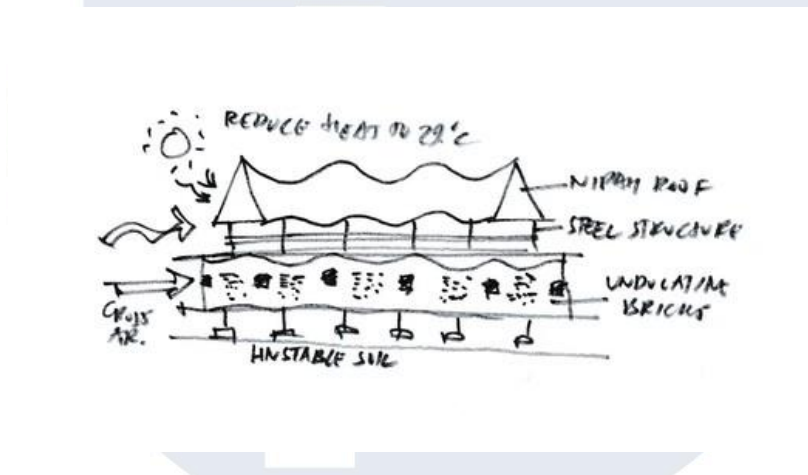 REDUCE HEAT TO 29°C
NIPAH ROOF
STEEL STRUCTURE
UNDULATING
BRICKS
CROSS
AIR.
UNSTABLE SOIL